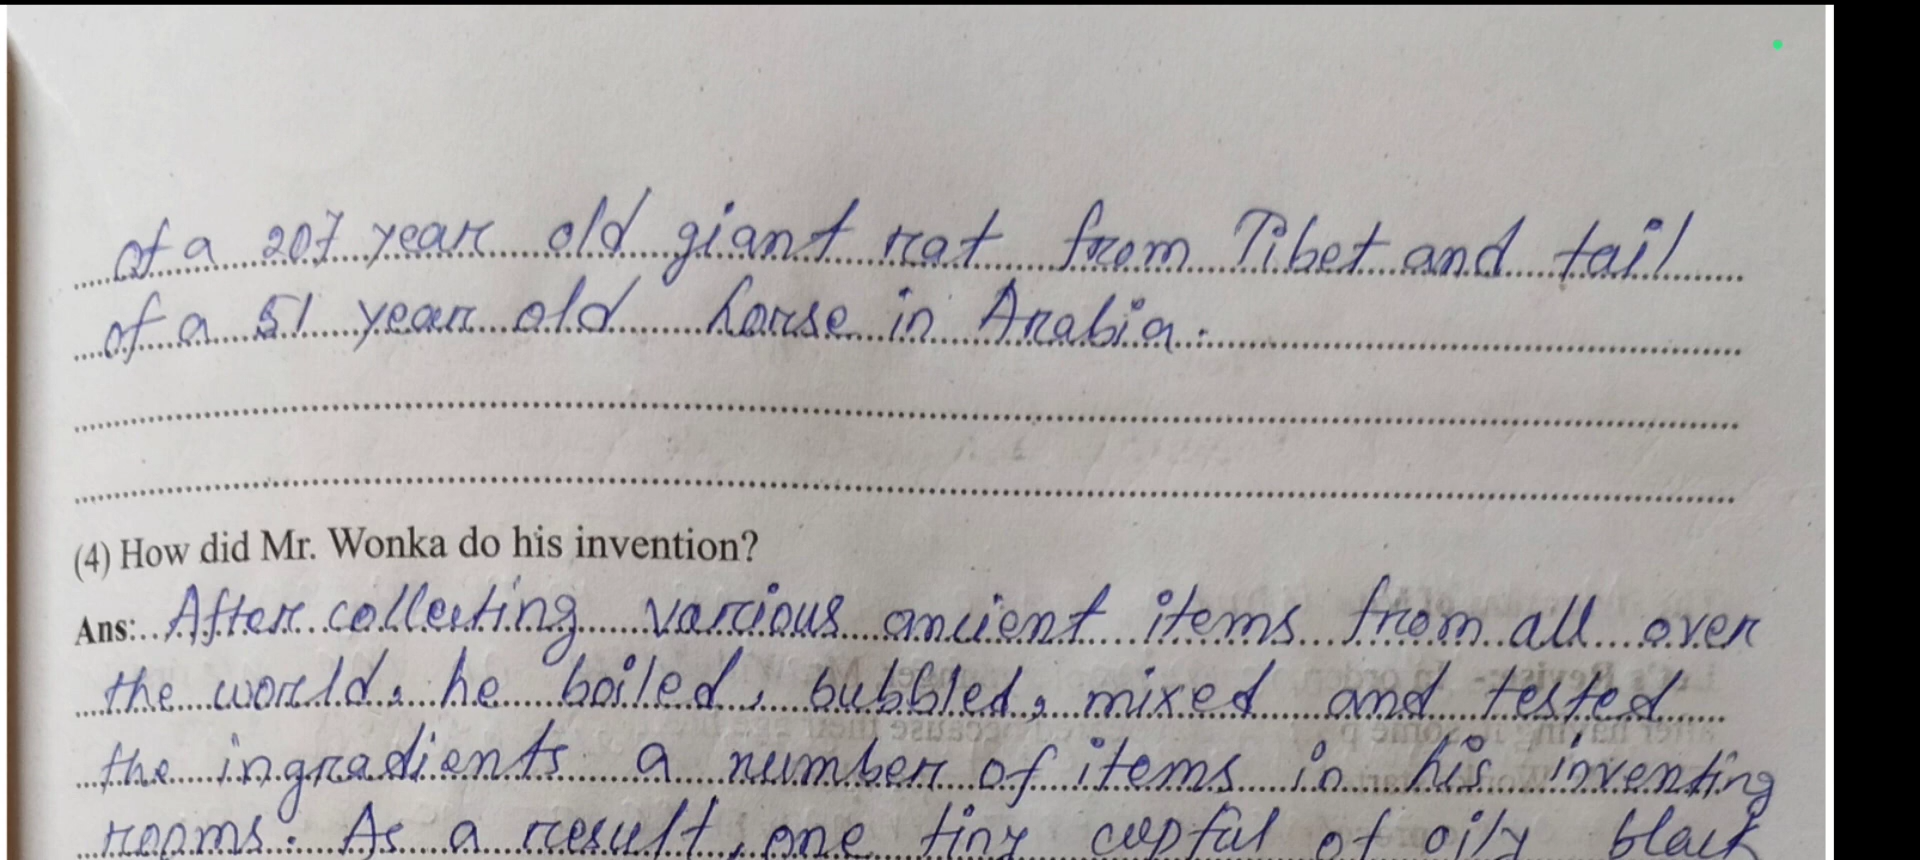 of a 207 year old giant rat from Tibet and tail
of a 51 year old horse in Arabia.
(4) How did Mr. Wonka do his invention?
Ans: After collecting various ancient items from all over
the world, he boiled, bubbled, mixed and tested
the ingradients a number of items in his inventing
rooms. As a result, one tiny cupful of oily black